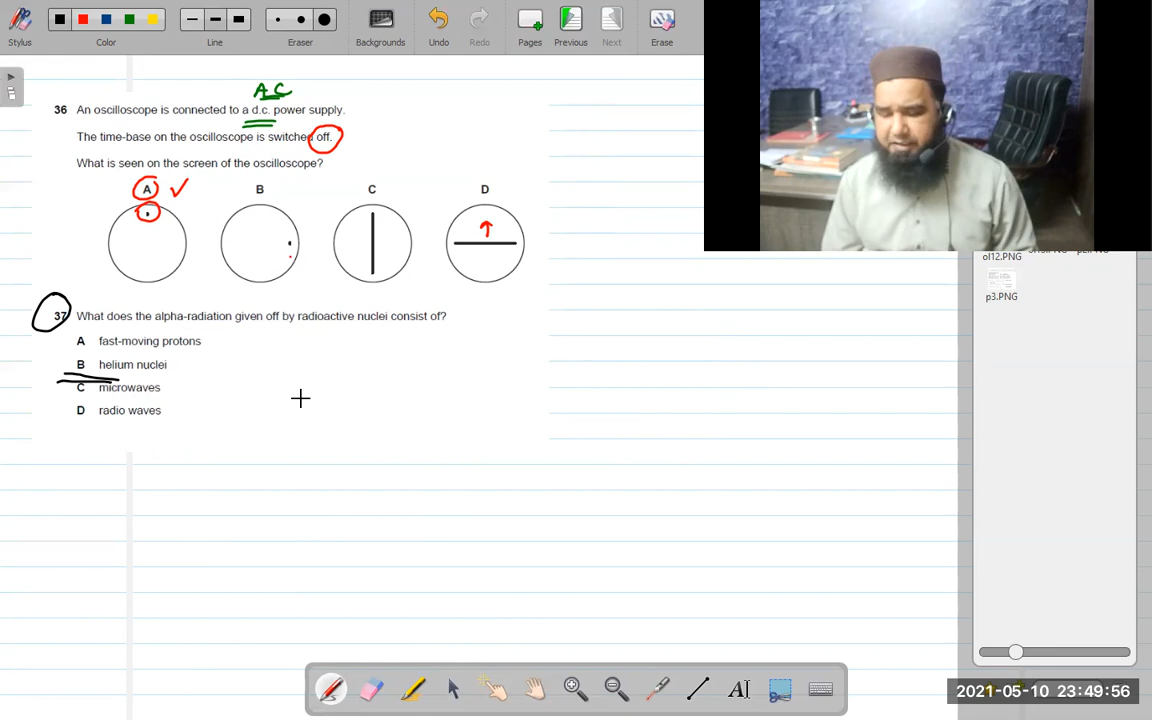 Stylus
Color
Line
Eraser
Backgrounds
Undo
Redo
Pages
Previous
Next
Erase
AC
36 An oscilloscope is connected to a d.c. power supply.
The time-base on the oscilloscope is switched off.
What is seen on the screen of the oscilloscope?
A B C D
37 What does the alpha-radiation given off by radioactive nuclei consist of?
A fast-moving protons
B helium nuclei
C microwaves
D radio waves
ol12.PNG
p3.PNG
2021-05-10 23:49:56